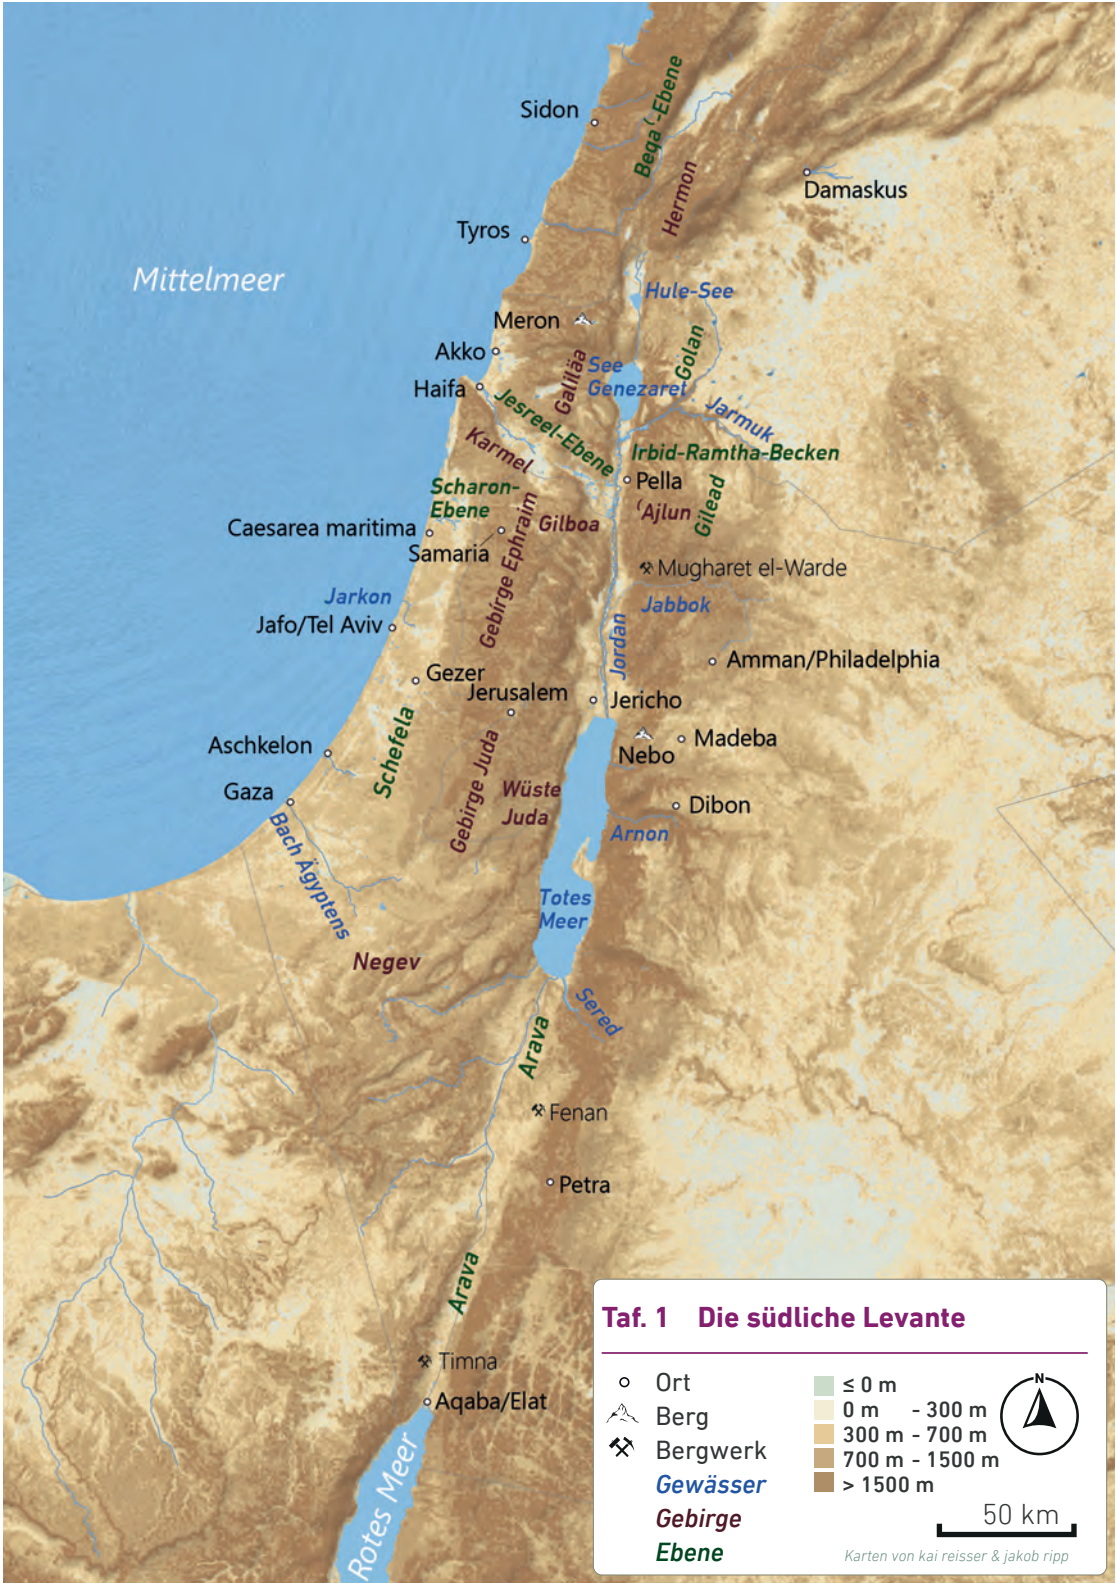 Sidon
Beqaʿ-Ebene
Hermon
Damaskus
Tyros
Mittelmeer
Hule-See
Meron
Golan
Akko
Galiläa
See
Genezaret
Haifa
Jesreel-Ebene
Jarmuk
Karmel
Irbid-Ramtha-Becken
Scharon-
Ebene
Pella
Gilead
ʿAjlun
Gilboa
Caesarea maritima
Samaria
Gebirge Ephraim
Mugharet el-Warde
Jarkon
Jabbok
Jafo/Tel Aviv
Jordan
Amman/Philadelphia
Gezer
Jerusalem
Jericho
Schefela
Aschkelon
Nebo
Madeba
Gebirge Juda
Wüste
Juda
Gaza
Dibon
Bach Ägyptens
Arnon
Totes
Meer
Negev
Sered
Arava
Fenan
Petra
Arava
Timna
Aqaba/Elat
Rotes Meer
Taf. 1 Die südliche Levante
Ort
Berg
Bergwerk
Gewässer
Gebirge
Ebene
≤ 0 m
0 m - 300 m
300 m - 700 m
700 m - 1500 m
> 1500 m
N
50 km
Karten von kai reisser & jakob ripp